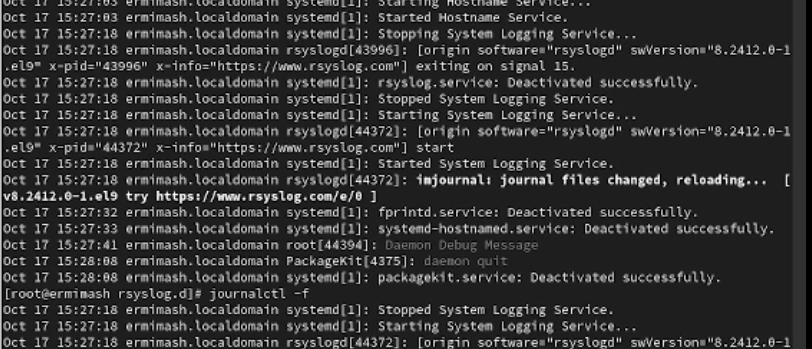 Oct 17 15:27:03 ermimash.localdomain systemd[1]: Starting Hostname Service...
Oct 17 15:27:03 ermimash.localdomain systemd[1]: Started Hostname Service.
Oct 17 15:27:18 ermimash.localdomain systemd[1]: Stopping System Logging Service...
Oct 17 15:27:18 ermimash.localdomain rsyslogd[43996]: [origin software="rsyslogd" swVersion="8.2412.0-1
.el9" x-pid="43996" x-info="https://www.rsyslog.com"] exiting on signal 15.
Oct 17 15:27:18 ermimash.localdomain systemd[1]: rsyslog.service: Deactivated successfully.
Oct 17 15:27:18 ermimash.localdomain systemd[1]: Stopped System Logging Service.
Oct 17 15:27:18 ermimash.localdomain systemd[1]: Starting System Logging Service...
Oct 17 15:27:18 ermimash.localdomain rsyslogd[44372]: [origin software="rsyslogd" swVersion="8.2412.0-1
.el9" x-pid="44372" x-info="https://www.rsyslog.com"] start
Oct 17 15:27:18 ermimash.localdomain systemd[1]: Started System Logging Service.
Oct 17 15:27:18 ermimash.localdomain rsyslogd[44372]: imjournal: journal files changed, reloading...  [
v8.2412.0-1.el9 try https://www.rsyslog.com/e/0 ]
Oct 17 15:27:32 ermimash.localdomain systemd[1]: fprintd.service: Deactivated successfully.
Oct 17 15:27:33 ermimash.localdomain systemd[1]: systemd-hostnamed.service: Deactivated successfully.
Oct 17 15:27:41 ermimash.localdomain root[44394]: Daemon Debug Message
Oct 17 15:28:08 ermimash.localdomain PackageKit[4375]: daemon quit
Oct 17 15:28:08 ermimash.localdomain systemd[1]: packagekit.service: Deactivated successfully.
[root@ermimash rsyslog.d]# journalctl -f
Oct 17 15:27:18 ermimash.localdomain systemd[1]: Stopped System Logging Service.
Oct 17 15:27:18 ermimash.localdomain systemd[1]: Starting System Logging Service...
Oct 17 15:27:18 ermimash.localdomain rsyslogd[44372]: [origin software="rsyslogd" swVersion="8.2412.0-1